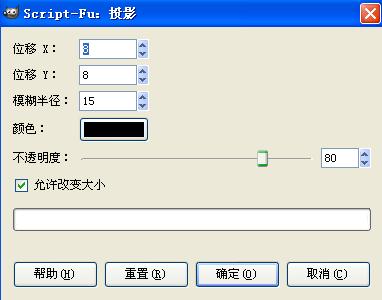 Script-Fu: 投影
位移 X： 8
位移 Y： 8
模糊半径： 15
颜色：
不透明度： 80
允许改变大小
帮助(H) 重置(R) 确定(O) 取消(C)